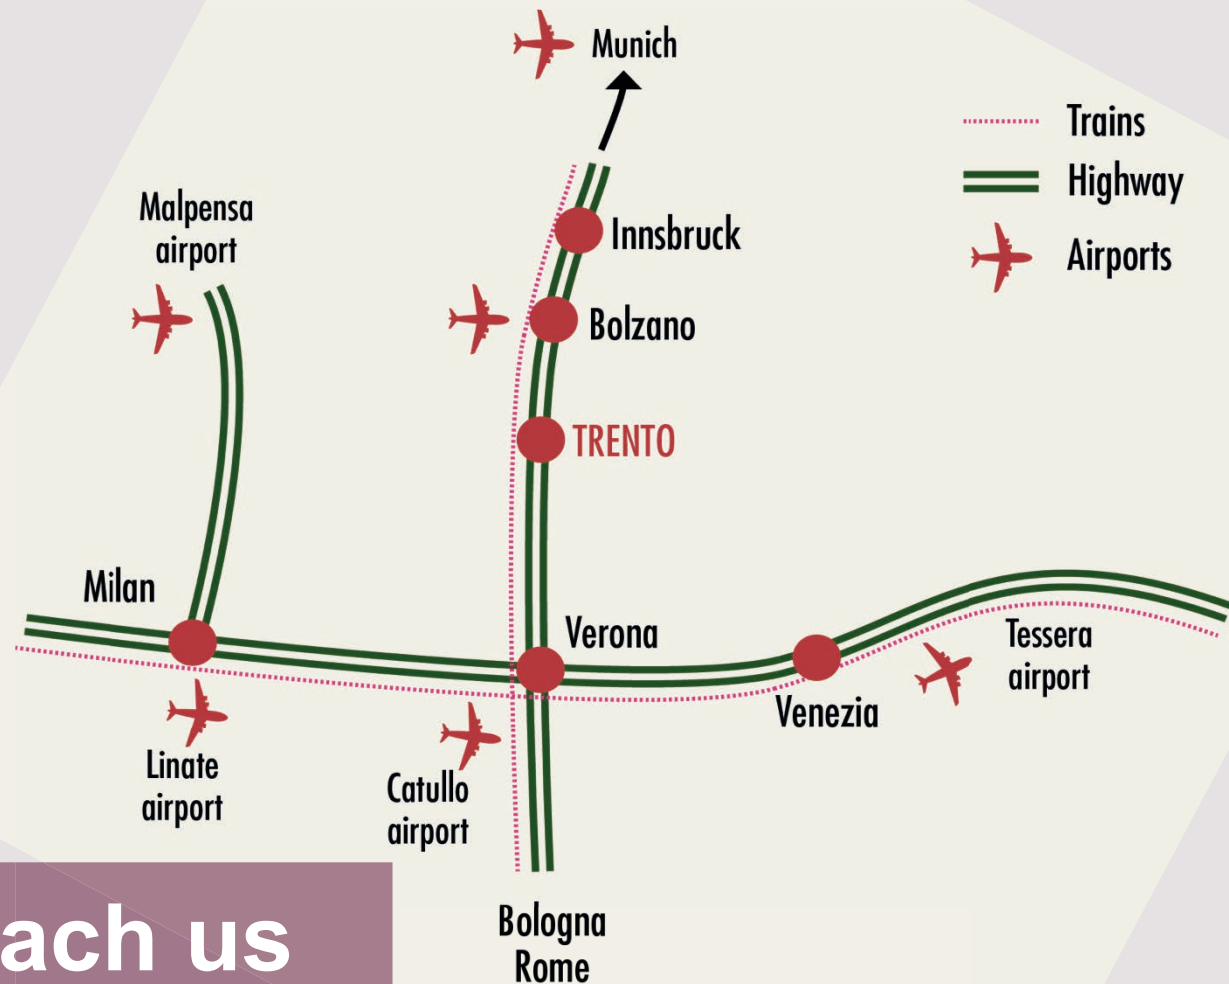 Munich
Trains
Highway
Airports
Malpensa
airport
Innsbruck
Bolzano
TRENTO
Milan
Verona
Tessera
airport
Venezia
Linate
airport
Catullo
airport
Bologna
Rome
ach us